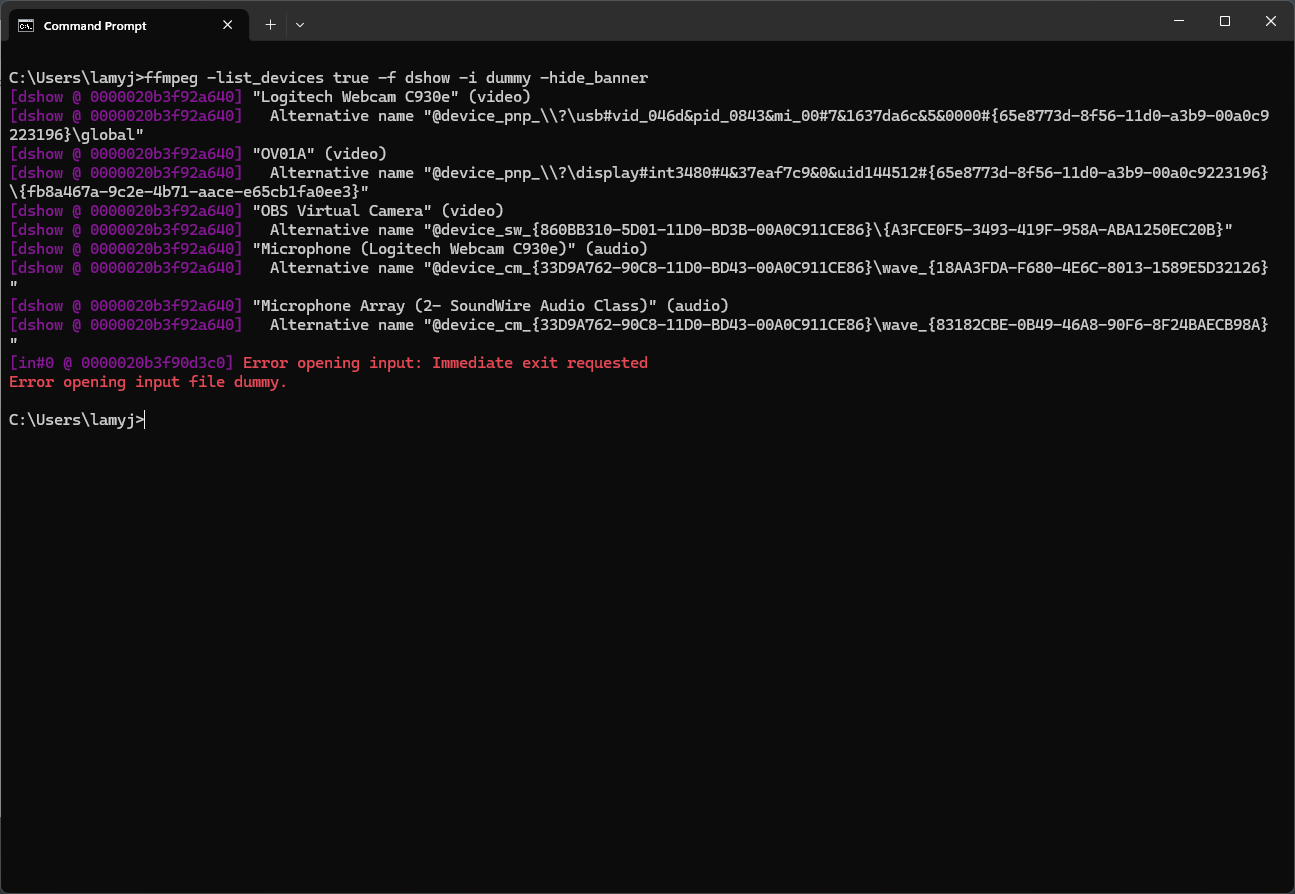 Command Prompt
C:\Users\lamyj>ffmpeg -list_devices true -f dshow -i dummy -hide_banner
[dshow @ 0000020b3f92a640] "Logitech Webcam C930e" (video)
[dshow @ 0000020b3f92a640]   Alternative name "@device_pnp_\\?\usb#vid_046d&pid_0843&mi_00#7&1637da6c&5&0000#{65e8773d-8f56-11d0-a3b9-00a0c9
223196}\global"
[dshow @ 0000020b3f92a640] "OV01A" (video)
[dshow @ 0000020b3f92a640]   Alternative name "@device_pnp_\\?\display#int3480#4&37eaf7c9&0&uid144512#{65e8773d-8f56-11d0-a3b9-00a0c9223196}
\{fb8a467a-9c2e-4b71-aace-e65cb1fa0ee3}"
[dshow @ 0000020b3f92a640] "OBS Virtual Camera" (video)
[dshow @ 0000020b3f92a640]   Alternative name "@device_sw_{860BB310-5D01-11D0-BD3B-00A0C911CE86}\{A3FCE0F5-3493-419F-958A-ABA1250EC20B}"
[dshow @ 0000020b3f92a640] "Microphone (Logitech Webcam C930e)" (audio)
[dshow @ 0000020b3f92a640]   Alternative name "@device_cm_{33D9A762-90C8-11D0-BD43-00A0C911CE86}\wave_{18AA3FDA-F680-4E6C-8013-1589E5D32126}
"
[dshow @ 0000020b3f92a640] "Microphone Array (2- SoundWire Audio Class)" (audio)
[dshow @ 0000020b3f92a640]   Alternative name "@device_cm_{33D9A762-90C8-11D0-BD43-00A0C911CE86}\wave_{83182CBE-0B49-46A8-90F6-8F24BAECB98A}
"
[in#0 @ 0000020b3f90d3c0] Error opening input: Immediate exit requested
Error opening input file dummy.
C:\Users\lamyj>